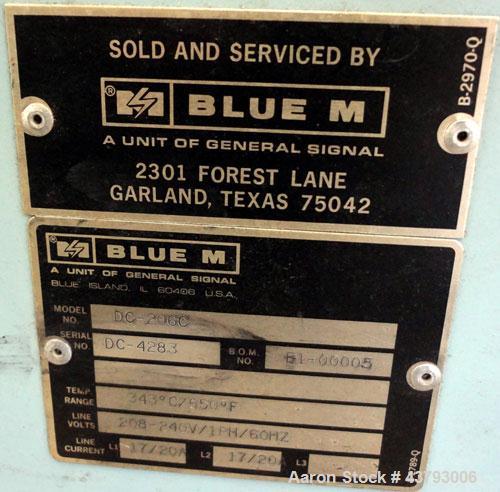 SOLD AND SERVICED BY
® BLUE M
A UNIT OF GENERAL SIGNAL
2301 FOREST LANE
GARLAND, TEXAS 75042
B-2970-Q
® BLUE M
A UNIT OF GENERAL SIGNAL
BLUE ISLAND, IL 60406 U.S.A.
MODEL NO. DC-206C
SERIAL NO. DC-4283 B.O.M. NO. E1-00005
TEMP. RANGE 343°C/650°F
LINE VOLTS 208-240V/1PH/60HZ
LINE CURRENT L1 17/20A L2 17/20A L3
Aaron Stock # 43793006